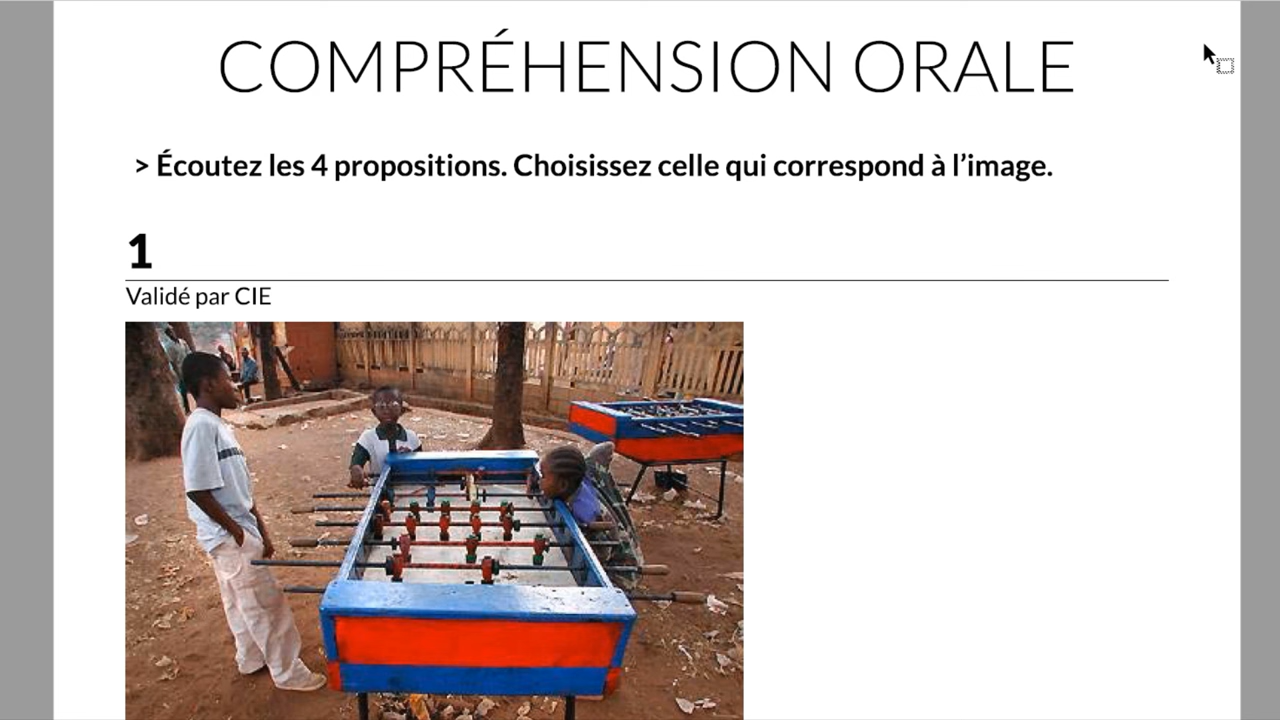 COMPRÉHENSION ORALE
> Écoutez les 4 propositions. Choisissez celle qui correspond à l’image.
1
Validé par CIE